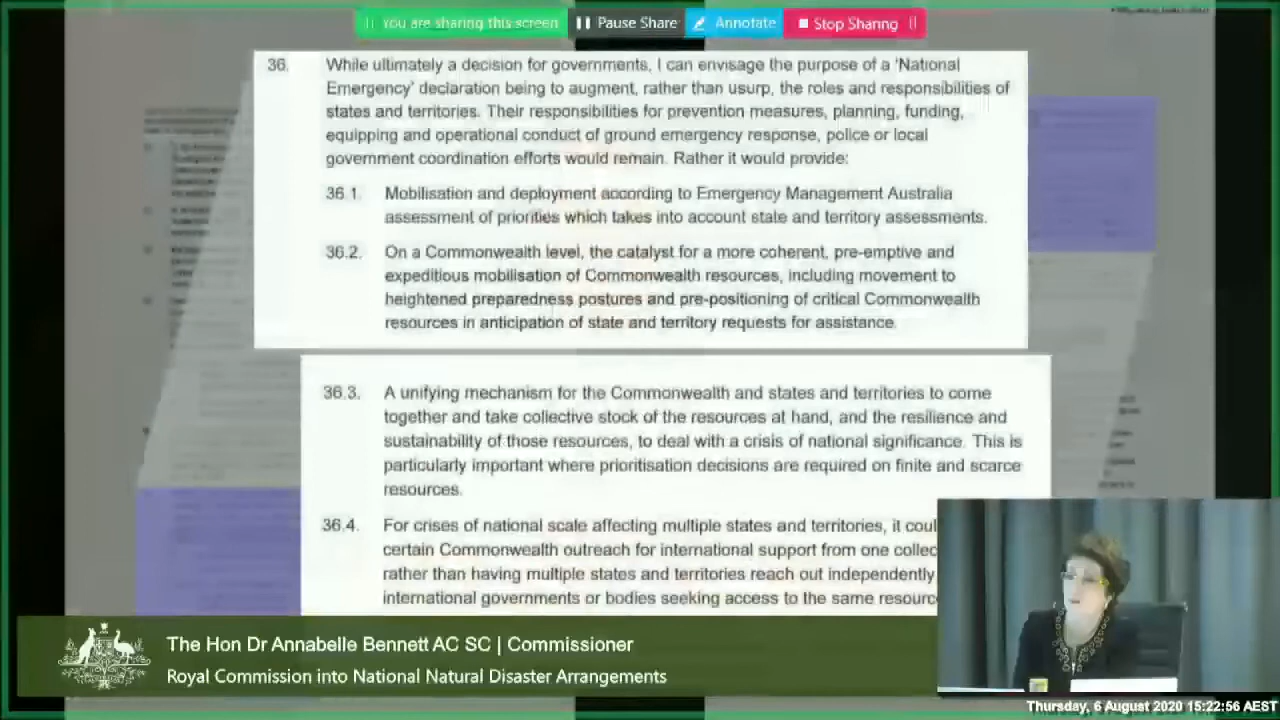 you are sharing this screen
Pause Share
Annotate
Stop Sharing
36. While ultimately a decision for governments, I can envisage the purpose of a 'National
Emergency' declaration being to augment, rather than usurp, the roles and responsibilities of
states and territories. Their responsibilities for prevention measures, planning, funding,
equipping and operational conduct of ground emergency response, police or local
government coordination efforts would remain. Rather it would provide:
36.1. Mobilisation and deployment according to Emergency Management Australia
assessment of priorities which takes into account state and territory assessments.
36.2. On a Commonwealth level, the catalyst for a more coherent, pre-emptive and
expeditious mobilisation of Commonwealth resources, including movement to
heightened preparedness postures and pre-positioning of critical Commonwealth
resources in anticipation of state and territory requests for assistance.
36.3. A unifying mechanism for the Commonwealth and states and territories to come
together and take collective stock of the resources at hand, and the resilience and
sustainability of those resources, to deal with a crisis of national significance. This is
particularly important where prioritisation decisions are required on finite and scarce
resources.
36.4. For crises of national scale affecting multiple states and territories, it coul
certain Commonwealth outreach for international support from one collec
rather than having multiple states and territories reach out independently
international governments or bodies seeking access to the same resourc
The Hon Dr Annabelle Bennett AC SC | Commissioner
Royal Commission into National Natural Disaster Arrangements
Thursday, 6 August 2020 15:22:56 AEST